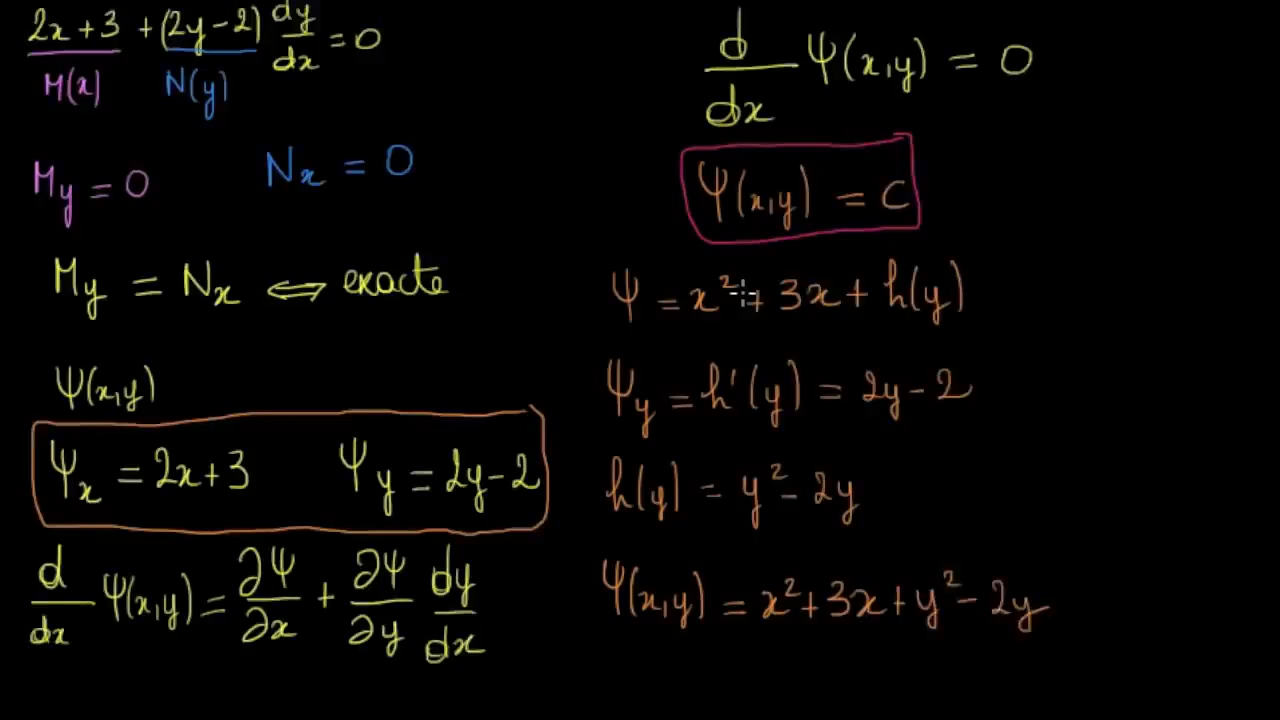 2x+3 + (2y-2) dy/dx = 0
M(x) N(y)
My = 0 Nx = 0
My = Nx ⟺ exacte
Ψ(x,y)
Ψx = 2x+3 Ψy = 2y-2
d/dx Ψ(x,y) = ∂Ψ/∂x + ∂Ψ/∂y dy/dx
d/dx Ψ(x,y) = 0
Ψ(x,y) = C
Ψ = x² + 3x + h(y)
Ψy = h'(y) = 2y - 2
h(y) = y² - 2y
Ψ(x,y) = x² + 3x + y² - 2y